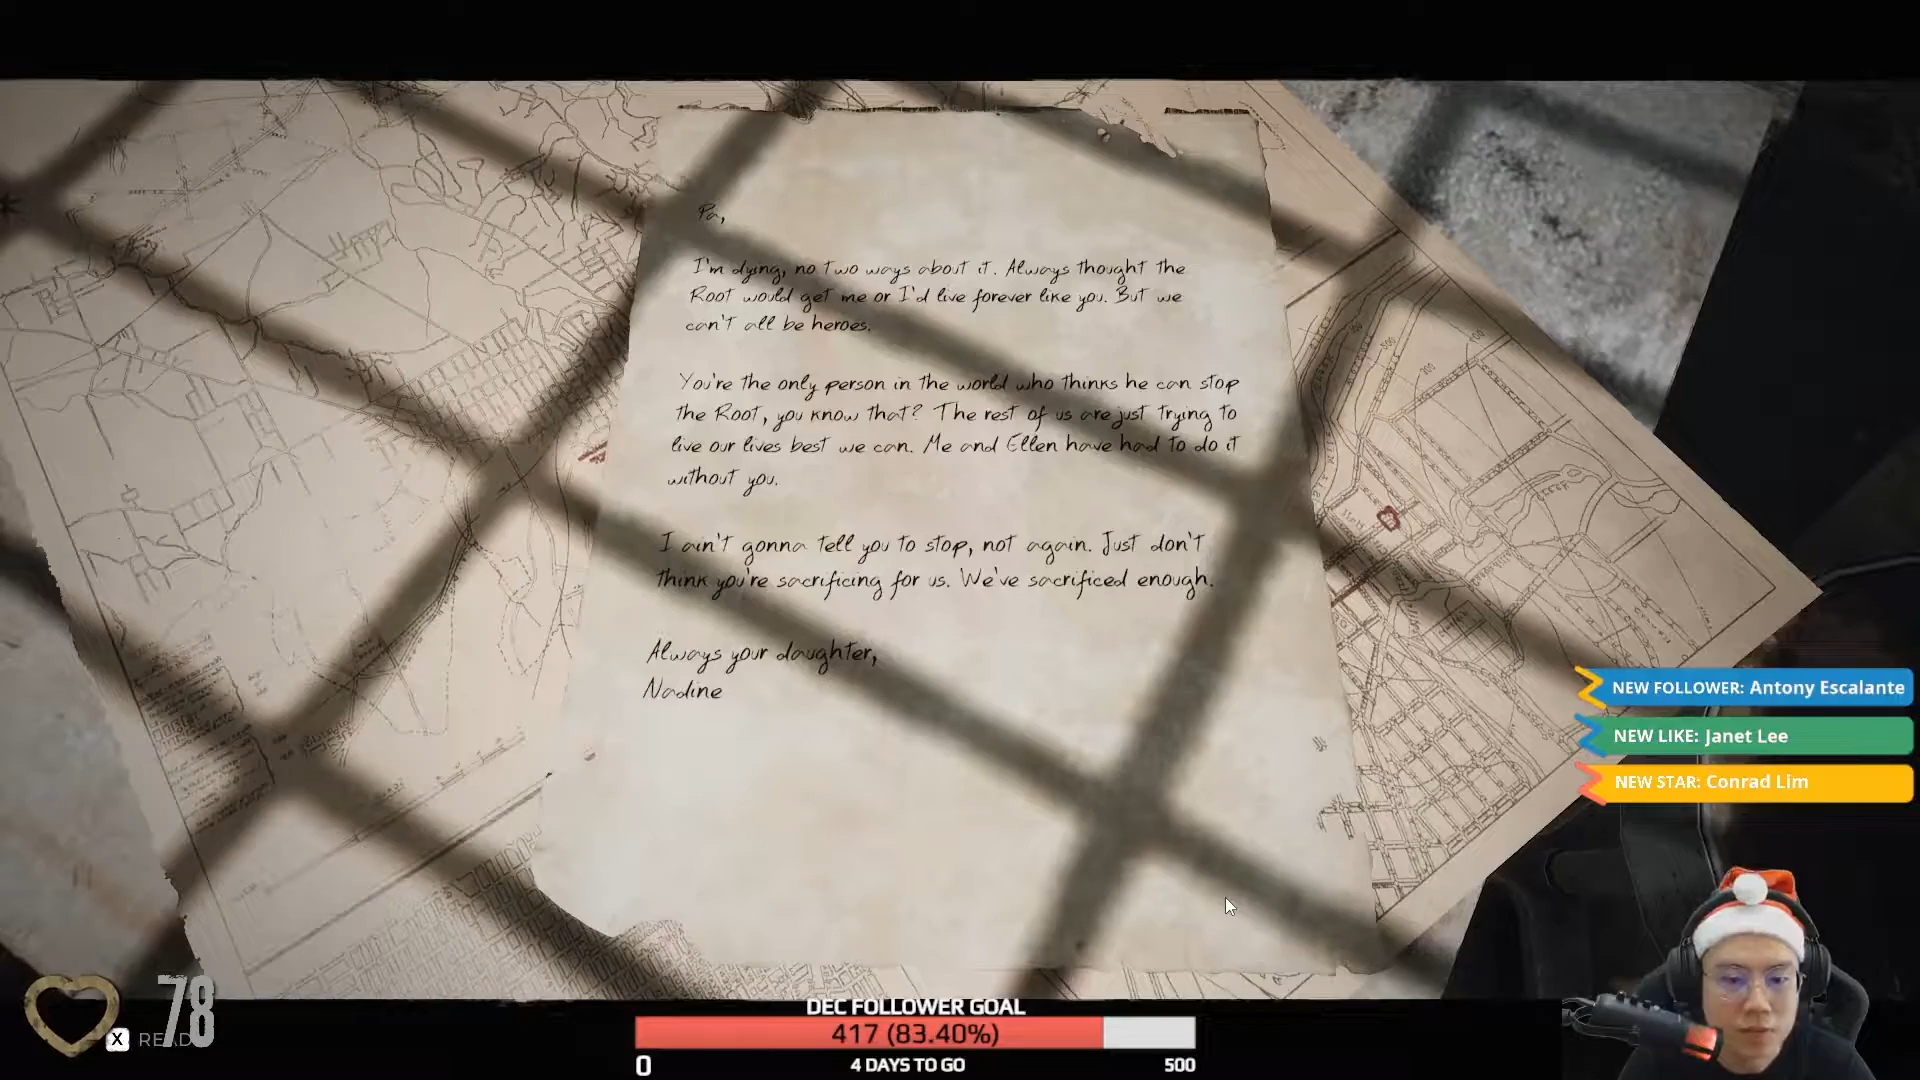 Pa,
I'm dying, no two ways about it. Always thought the
Root would get me or I'd live forever like you. But we
can't all be heroes.
You're the only person in the world who thinks he can stop
the Root, you know that? The rest of us are just trying to
live our lives best we can. Me and Ellen have had to do it
without you.
I ain't gonna tell you to stop, not again. Just don't
think you're sacrificing for us. We've sacrificed enough.
Always your daughter,
Nadine
NEW FOLLOWER: Antony Escalante
NEW LIKE: Janet Lee
NEW STAR: Conrad Lim
78
X READ
DEC FOLLOWER GOAL
417 (83.40%)
0 4 DAYS TO GO 500